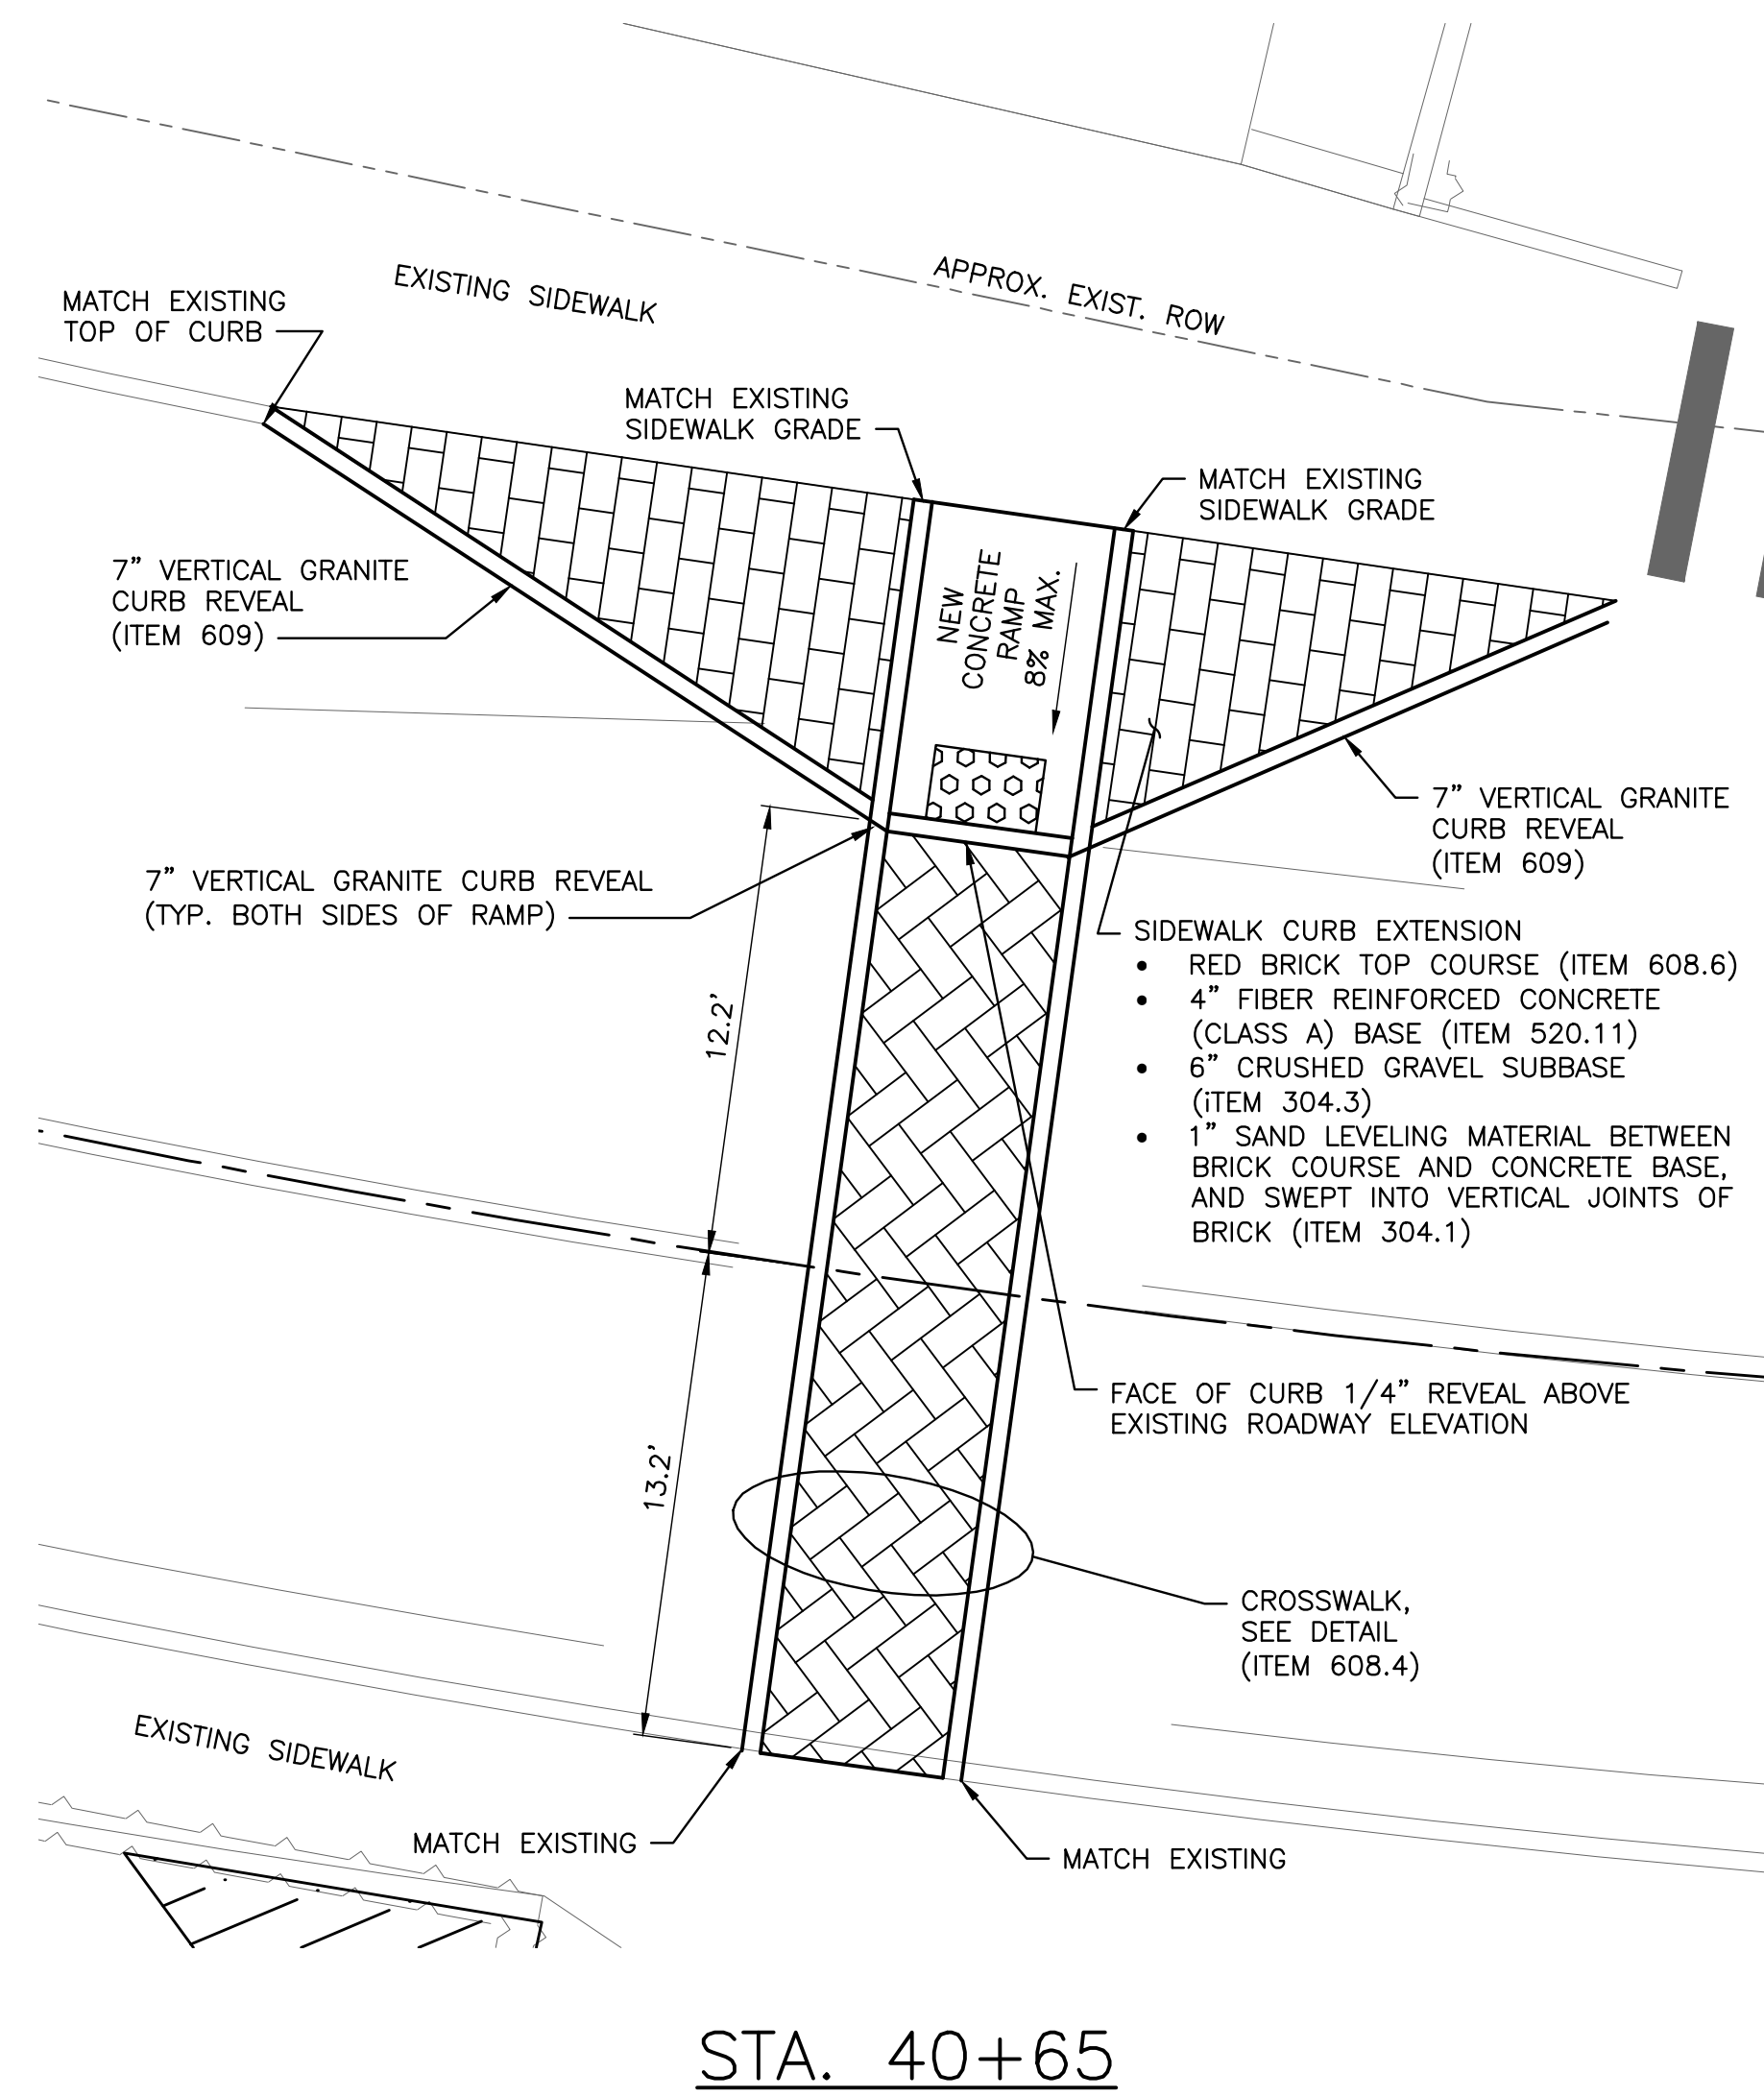 APPROX. EXIST. ROW
EXISTING SIDEWALK
MATCH EXISTING
TOP OF CURB
MATCH EXISTING
SIDEWALK GRADE
MATCH EXISTING
SIDEWALK GRADE
NEW
CONCRETE
RAMP
8% MAX.
7" VERTICAL GRANITE
CURB REVEAL
(ITEM 609)
7" VERTICAL GRANITE
CURB REVEAL
(ITEM 609)
7" VERTICAL GRANITE CURB REVEAL
(TYP. BOTH SIDES OF RAMP)
SIDEWALK CURB EXTENSION
• RED BRICK TOP COURSE (ITEM 608.6)
• 4" FIBER REINFORCED CONCRETE
(CLASS A) BASE (ITEM 520.11)
• 6" CRUSHED GRAVEL SUBBASE
(iTEM 304.3)
• 1" SAND LEVELING MATERIAL BETWEEN
BRICK COURSE AND CONCRETE BASE,
AND SWEPT INTO VERTICAL JOINTS OF
BRICK (ITEM 304.1)
12.2'
FACE OF CURB 1/4" REVEAL ABOVE
EXISTING ROADWAY ELEVATION
13.2'
CROSSWALK,
SEE DETAIL
(ITEM 608.4)
EXISTING SIDEWALK
MATCH EXISTING
MATCH EXISTING
STA. 40+65